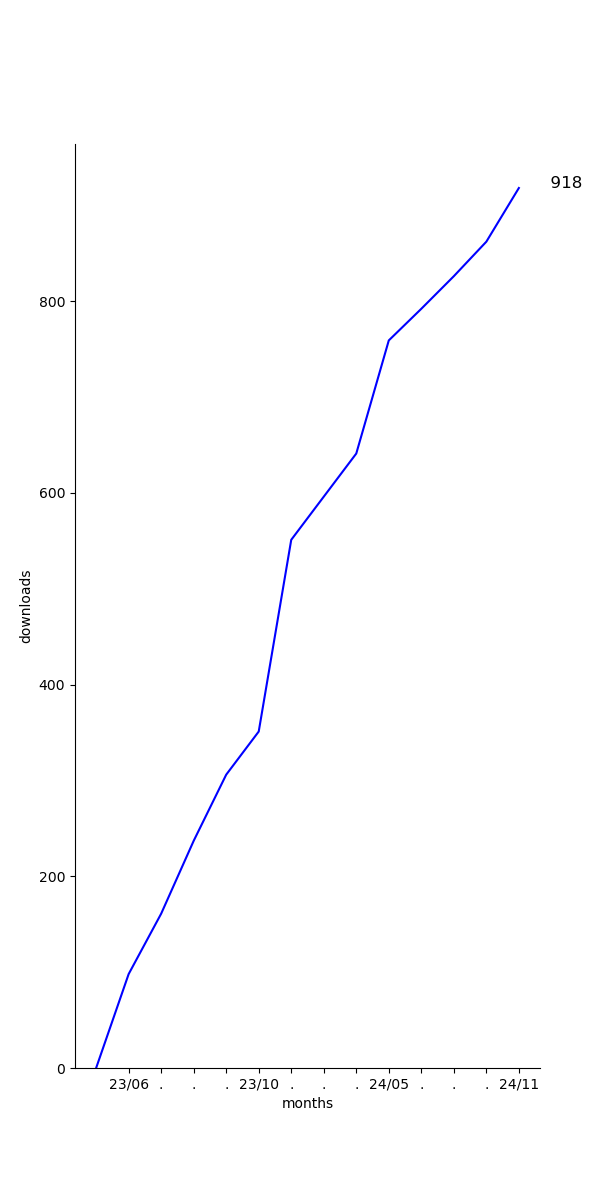 918
800
600
400
200
0
downloads
23/06 . . . 23/10 . . . 24/05 . . . 24/11
months